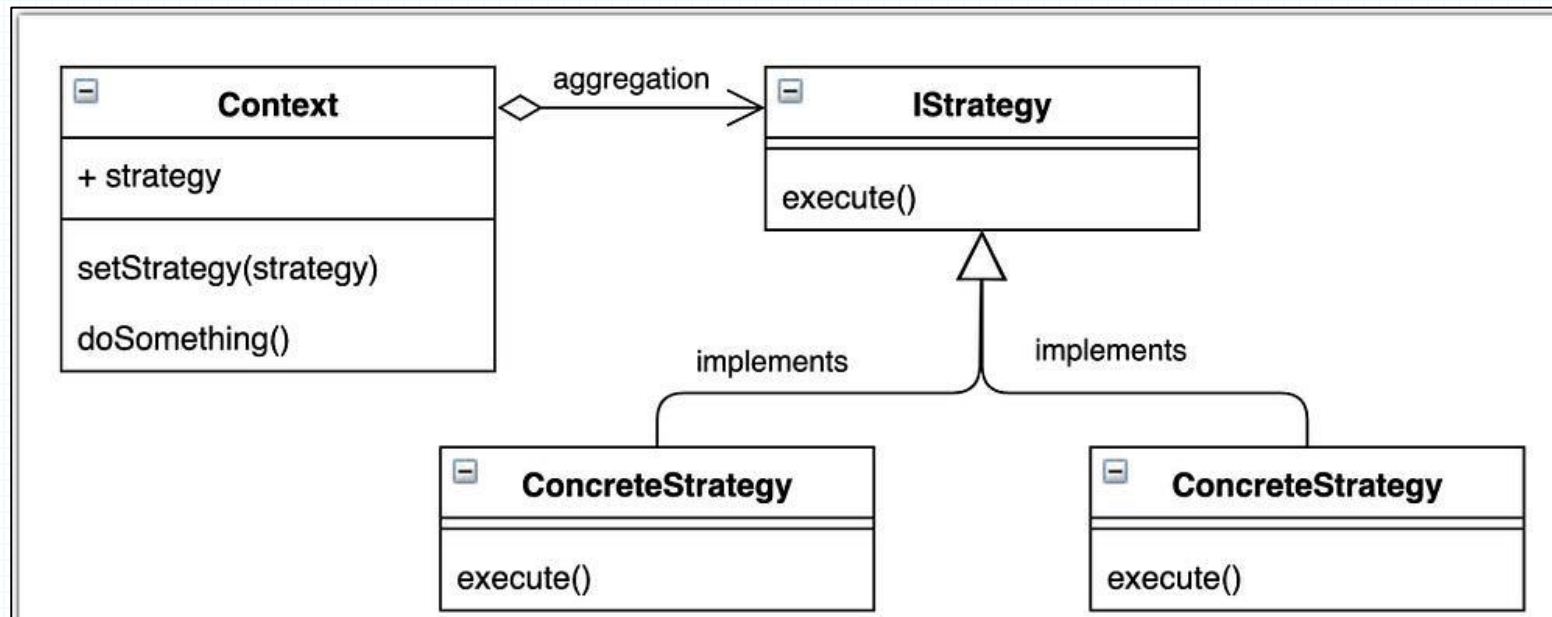 Context
+ strategy
setStrategy(strategy)
doSomething()
aggregation
IStrategy
execute()
implements
implements
ConcreteStrategy
execute()
ConcreteStrategy
execute()